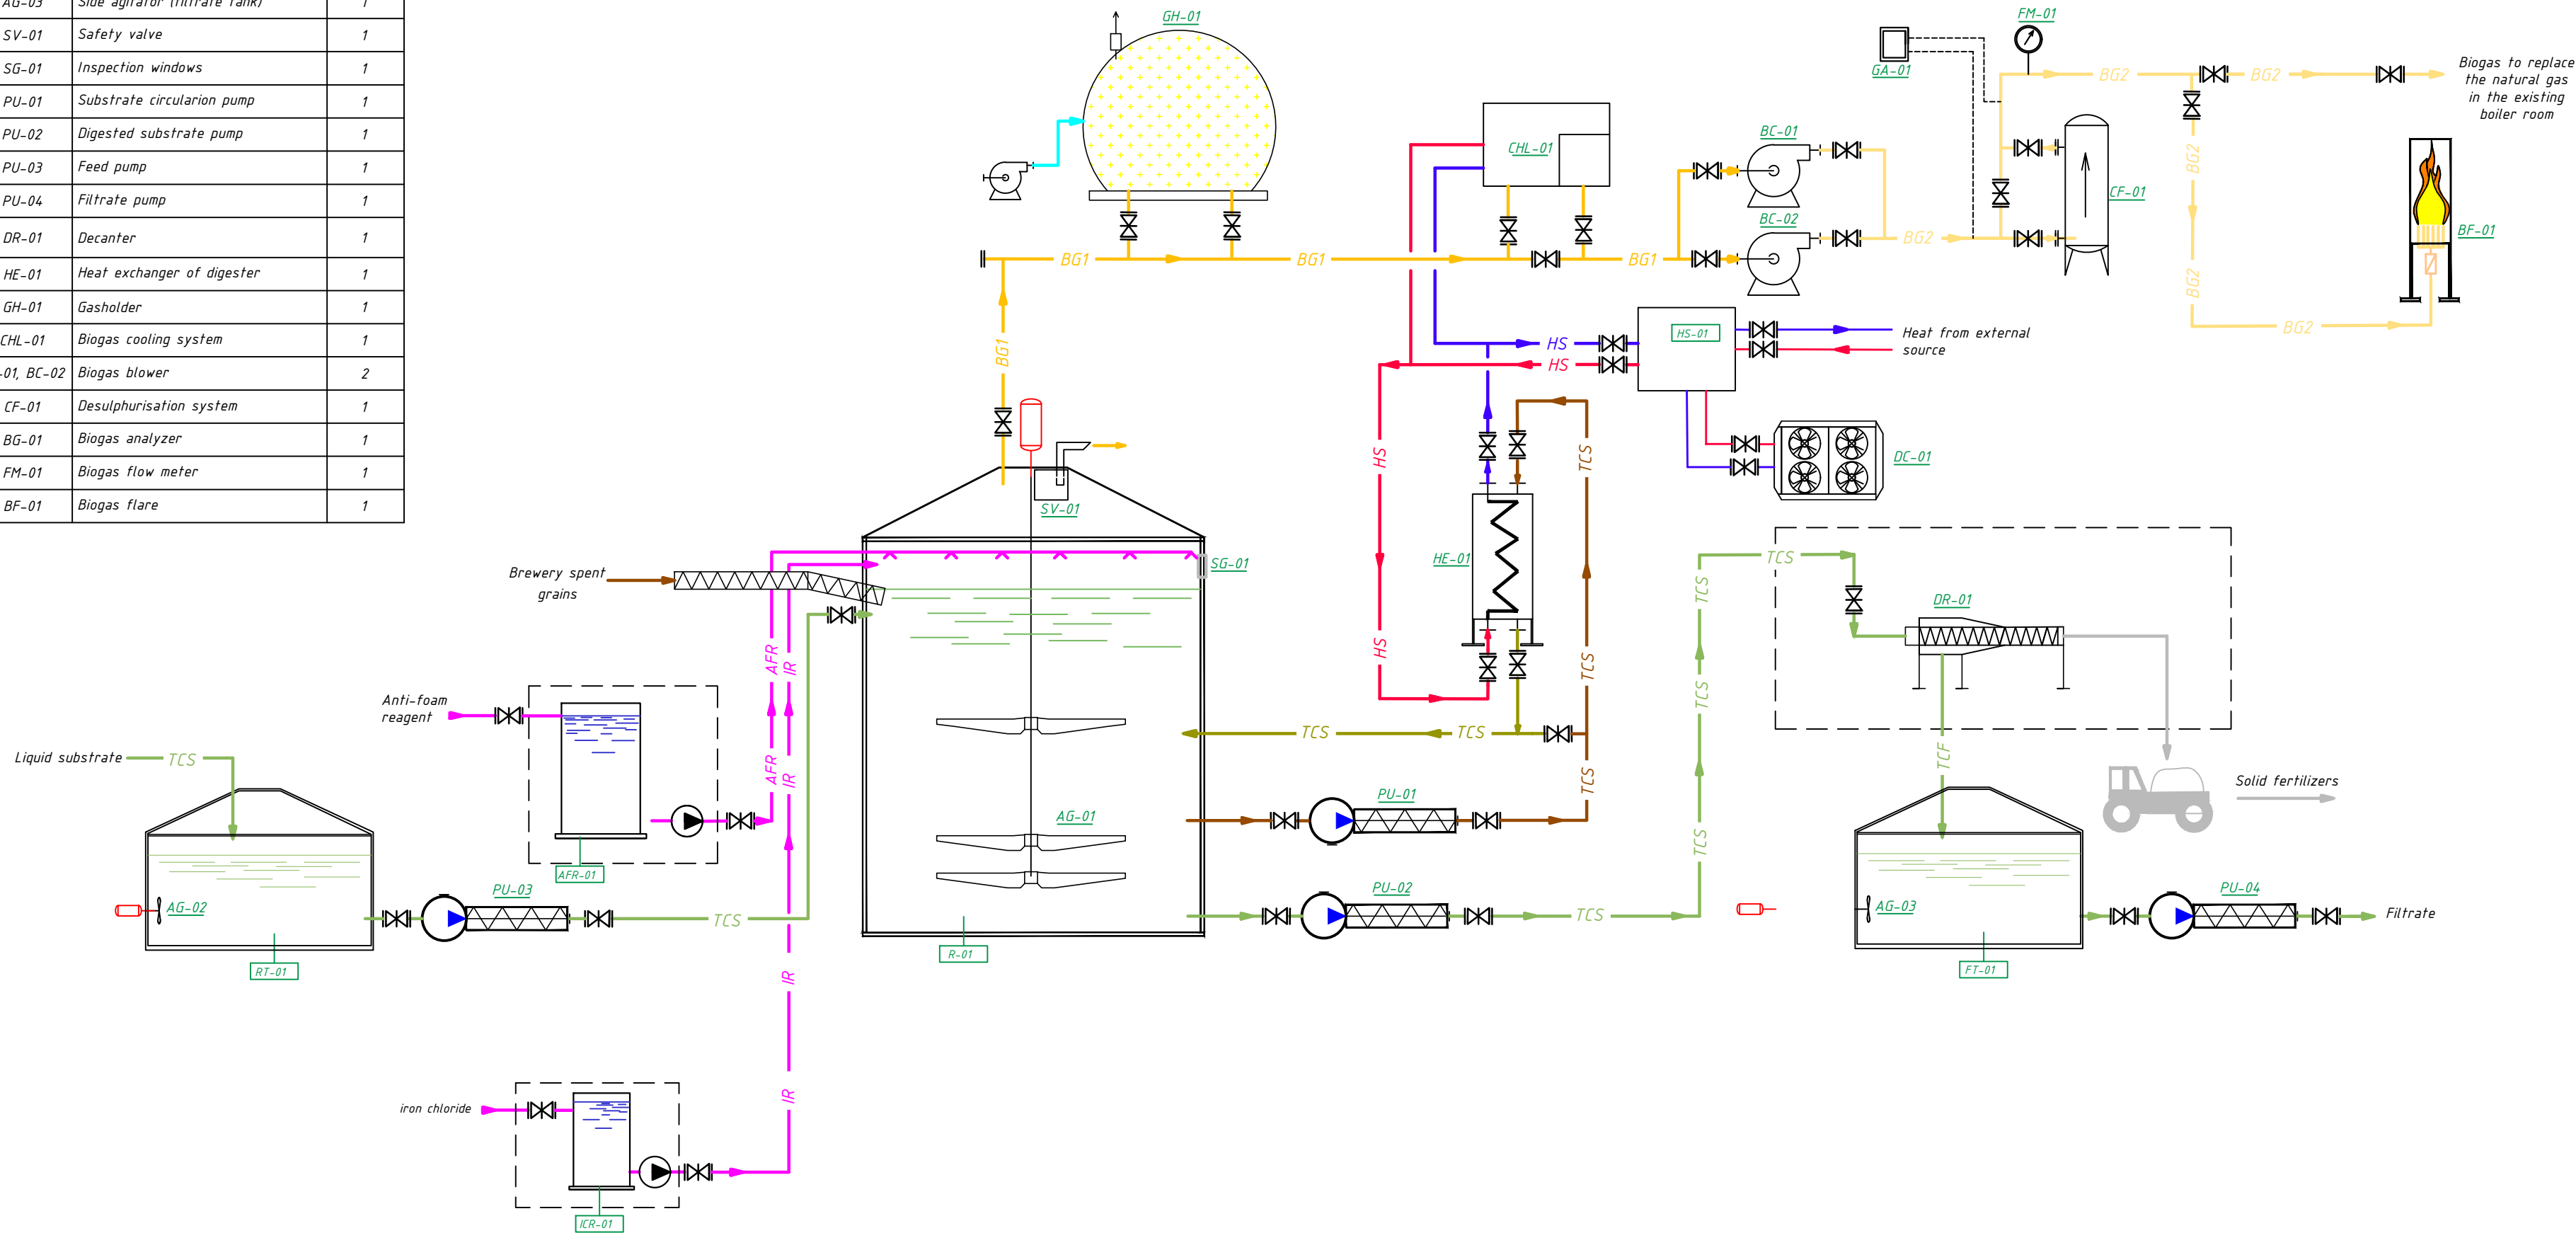 AG-03 Side agitator (filtrate tank) 1
SV-01 Safety valve 1
SG-01 Inspection windows 1
PU-01 Substrate circularion pump 1
PU-02 Digested substrate pump 1
PU-03 Feed pump 1
PU-04 Filtrate pump 1
DR-01 Decanter 1
HE-01 Heat exchanger of digester 1
GH-01 Gasholder 1
CHL-01 Biogas cooling system 1
-01, BC-02 Biogas blower 2
CF-01 Desulphurisation system 1
BG-01 Biogas analyzer 1
FM-01 Biogas flow meter 1
BF-01 Biogas flare 1
GH-01
FM-01
GA-01
BG2
BG2
Biogas to replace
the natural gas
in the existing
boiler room
CHL-01
BC-01
BC-02
CF-01
BG2
BG2
BG2
BG2
BF-01
BG1
BG1
BG1
BG1
HS
HS
HS-01
Heat from external
source
HS
HS
TCS
TCS
TCS
DC-01
SV-01
SG-01
HE-01
Brewery spent
grains
AFR
IR
AFR
IR
IR
IR
Anti-foam
reagent
AFR-01
Liquid substrate
TCS
AG-02
RT-01
PU-03
TCS
AG-01
R-01
TCS
TCS
PU-01
PU-02
TCS
TCS
TCS
TCS
TCS
DR-01
TCF
Solid fertilizers
AG-03
FT-01
PU-04
Filtrate
iron chloride
ICR-01